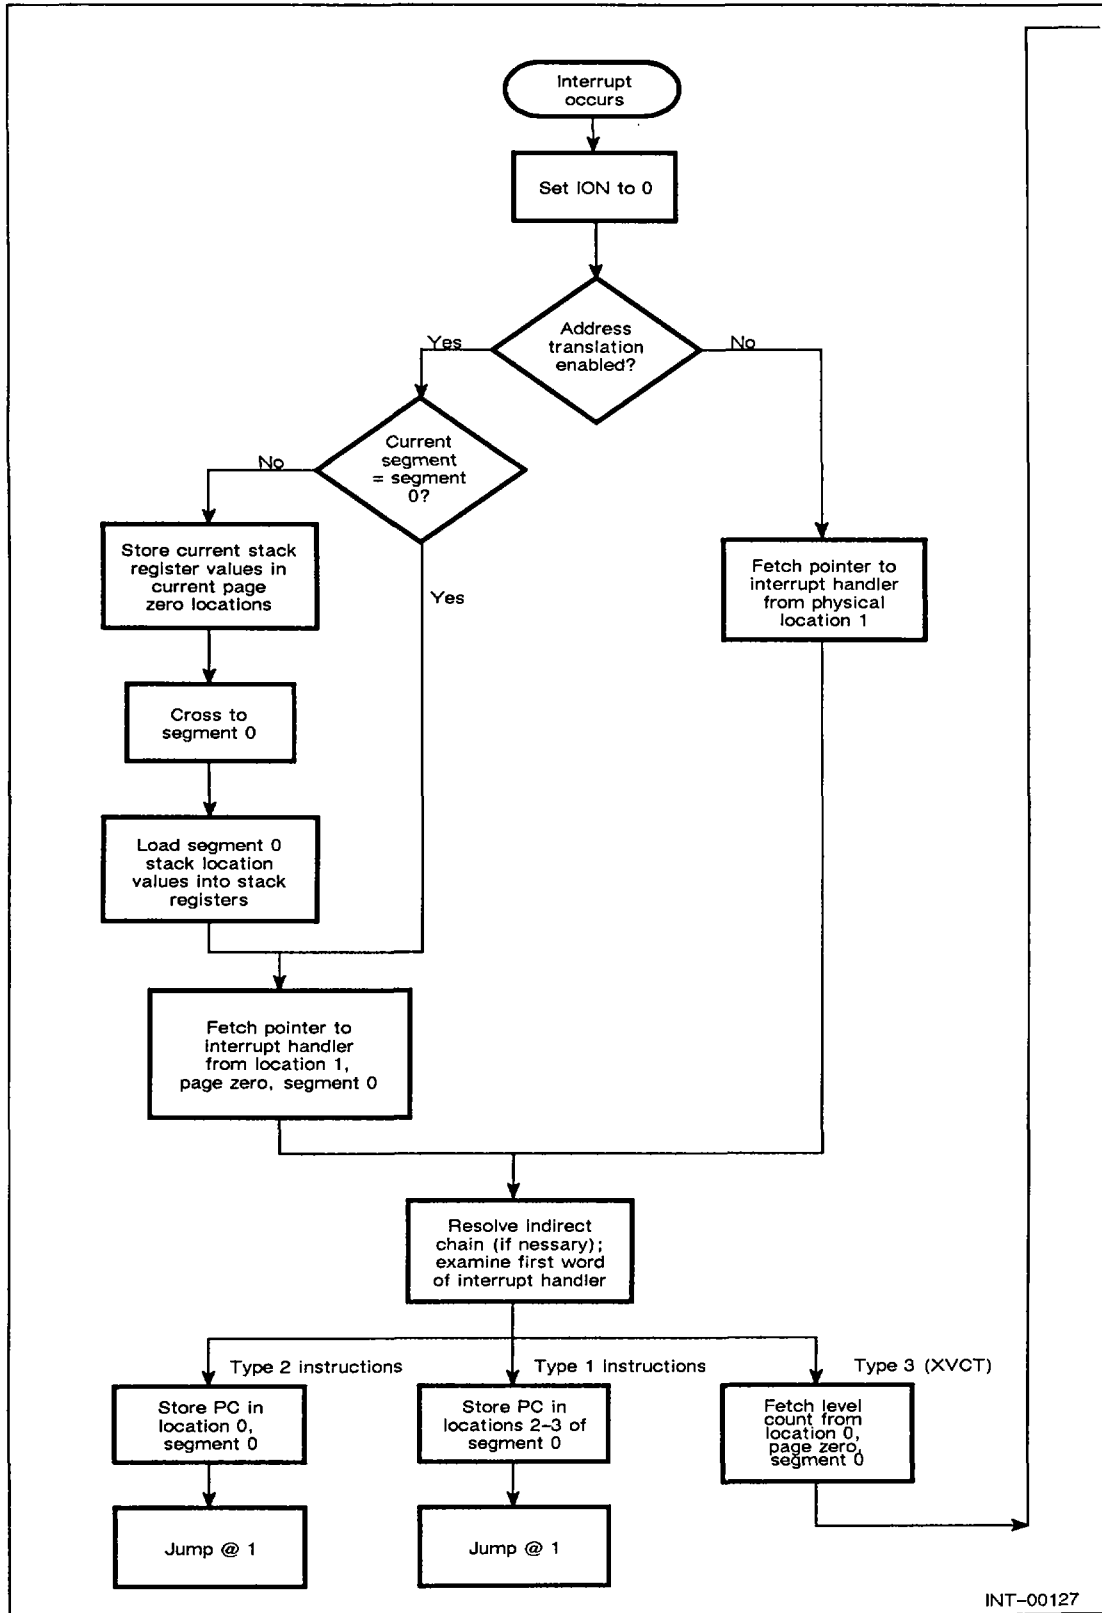 Interrupt
occurs
Set ION to 0
Address
translation
enabled?
Yes
No
Current
segment
= segment
0?
No
Yes
Store current stack
register values in
current page
zero locations
Fetch pointer to
interrupt handler
from physical
location 1
Cross to
segment 0
Load segment 0
stack location
values into stack
registers
Fetch pointer to
interrupt handler
from location 1,
page zero, segment 0
Resolve indirect
chain (if nessary);
examine first word
of interrupt handler
Type 2 instructions
Type 1 Instructions
Type 3 (XVCT)
Store PC in
location 0,
segment 0
Store PC in
locations 2-3 of
segment 0
Fetch level
count from
location 0,
page zero,
segment 0
Jump @ 1
Jump @ 1
INT-00127